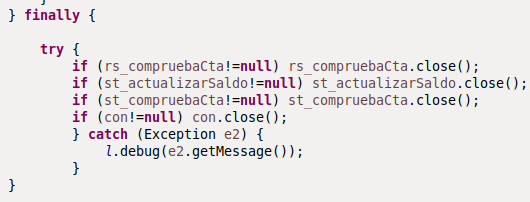 } finally {
try {
if (rs_compruebaCta!=null) rs_compruebaCta.close();
if (st_actualizarSaldo!=null) st_actualizarSaldo.close();
if (st_compruebaCta!=null) st_compruebaCta.close();
if (con!=null) con.close();
} catch (Exception e2) {
l.debug(e2.getMessage());
}
}